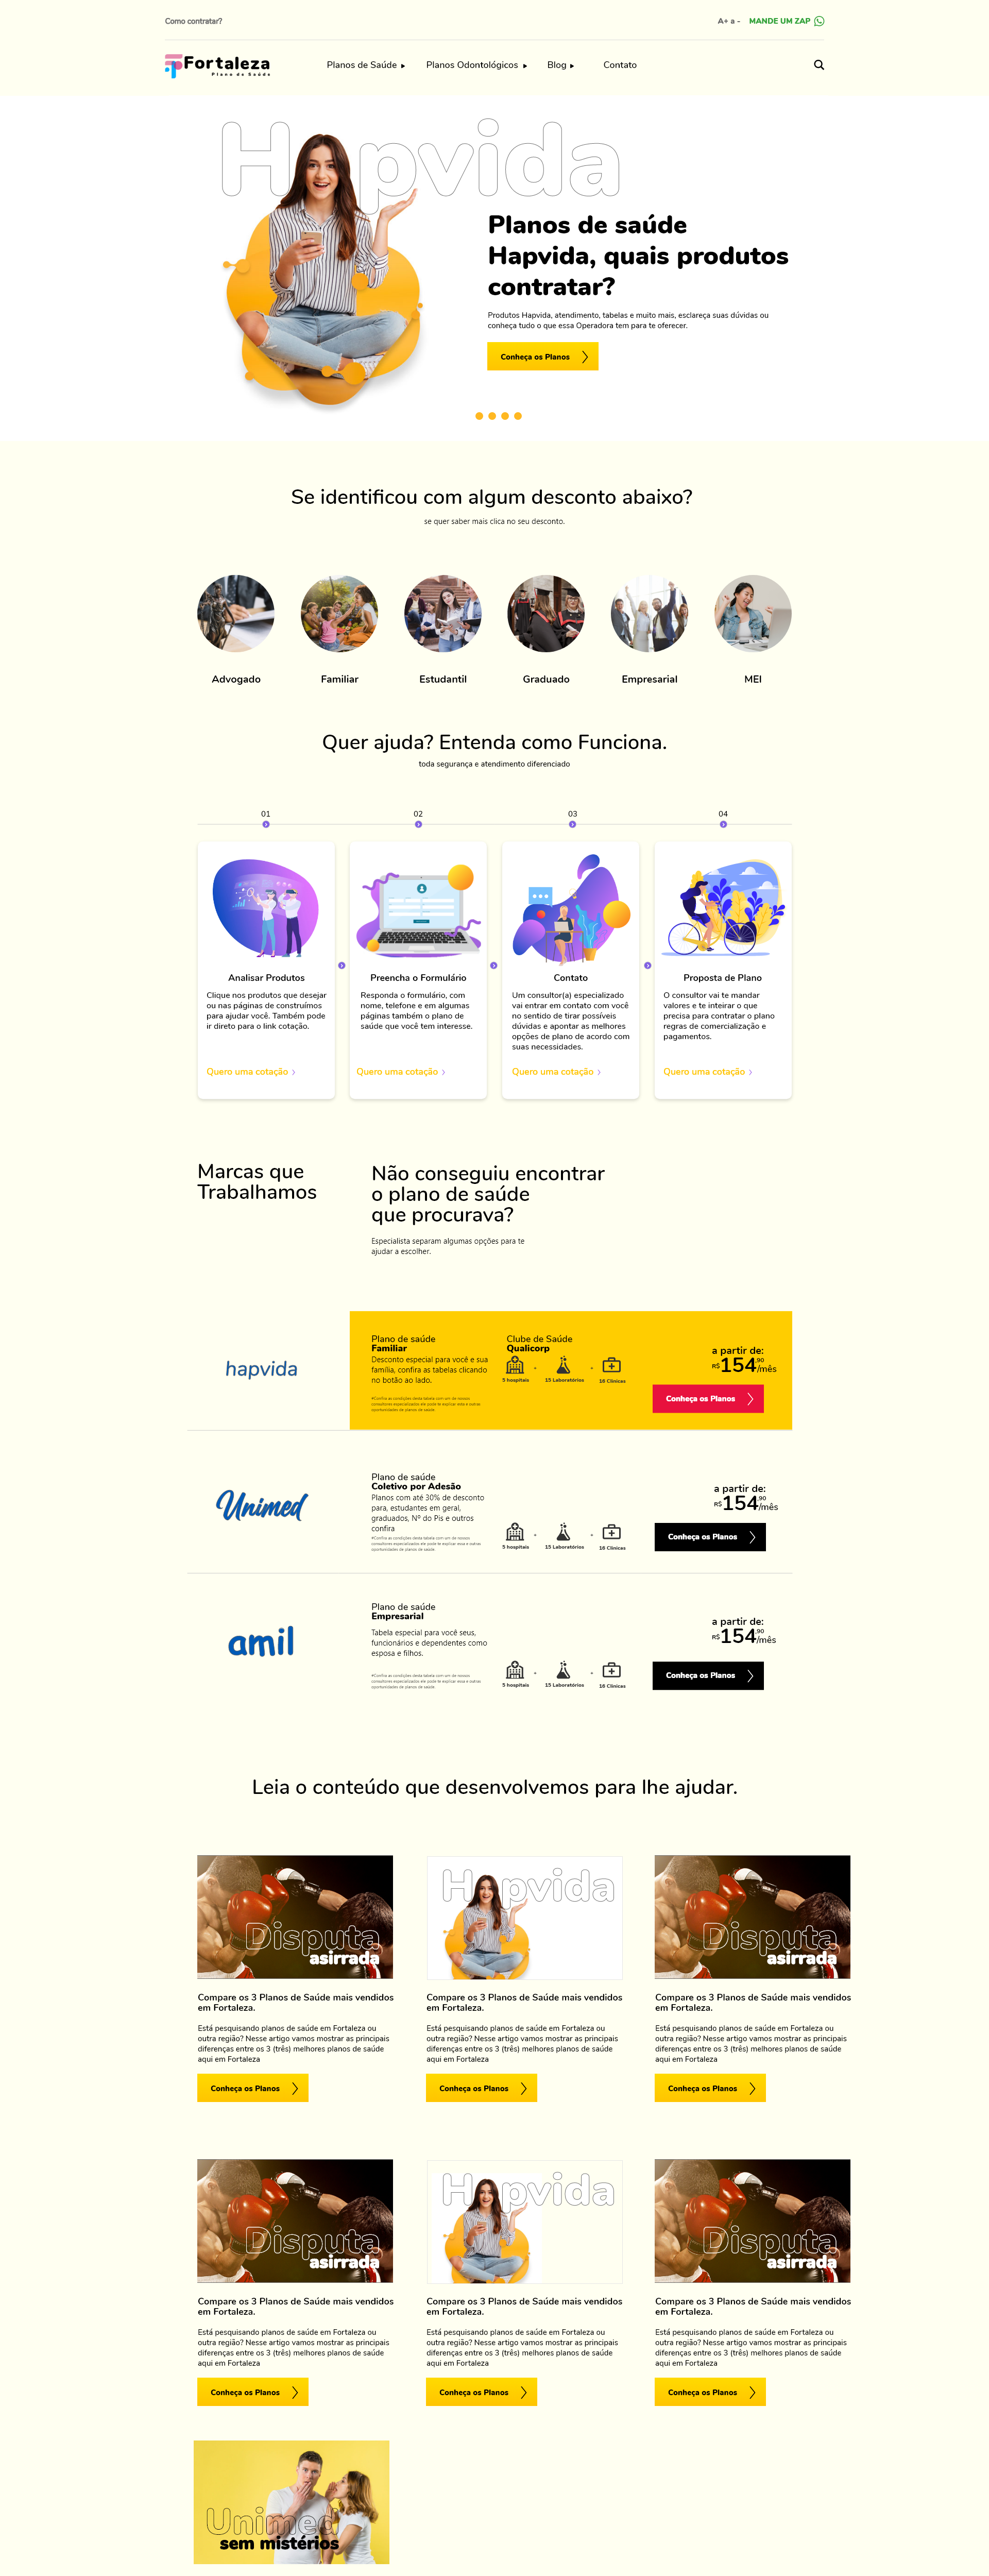 Como contratar?
A+ a -
MANDE UM ZAP
Fortaleza
Plano de Saúde
Planos de Saúde
Planos Odontológicos
Blog
Contato
Hapvida
Planos de saúde
Hapvida, quais produtos
contratar?
Produtos Hapvida, atendimento, tabelas e muito mais, esclareça suas dúvidas ou
conheça tudo o que essa Operadora tem para te oferecer.
Conheça os Planos
Se identificou com algum desconto abaixo?
se quer saber mais clica no seu desconto.
Advogado
Familiar
Estudantil
Graduado
Empresarial
MEI
Quer ajuda? Entenda como Funciona.
toda segurança e atendimento diferenciado
01
02
03
04
Analisar Produtos
Clique nos produtos que desejar
ou nas páginas de construímos
para ajudar você. Também pode
ir direto para o link cotação.
Quero uma cotação
Preencha o Formulário
Responda o formulário, com
nome, telefone e em algumas
páginas também o plano de
saúde que você tem interesse.
Quero uma cotação
Contato
Um consultor(a) especializado
vai entrar em contato com você
no sentido de tirar possíveis
dúvidas e apontar as melhores
opções de plano de acordo com
suas necessidades.
Quero uma cotação
Proposta de Plano
O consultor vai te mandar
valores e te inteirar o que
precisa para contratar o plano
regras de comercialização e
pagamentos.
Quero uma cotação
Marcas que
Trabalhamos
Não conseguiu encontrar
o plano de saúde
que procurava?
Especialista separam algumas opções para te
ajudar a escolher.
hapvida
Plano de saúde
Familiar
Desconto especial para você e sua
família, confira as tabelas clicando
no botão ao lado.
*Confira as condições desta tabela com um de nossos
consultores especializados ele pode te explicar essa e outras
oportunidades de planos de saúde
Clube de Saúde
Qualicorp
5 hospitais
15 Laboratórios
16 Clínicas
a partir de:
R$154,90/mês
Conheça os Planos
Unimed
Plano de saúde
Coletivo por Adesão
Planos com até 30% de desconto
para, estudantes em geral,
graduados, Nº do Pis e outros
confira
*Confira as condições desta tabela com um de nossos
consultores especializados ele pode te explicar essa e outras
oportunidades de planos de saúde
5 hospitais
15 Laboratórios
16 Clínicas
a partir de:
R$154,90/mês
Conheça os Planos
amil
Plano de saúde
Empresarial
Tabela especial para você seus,
funcionários e dependentes como
esposa e filhos.
*Confira as condições desta tabela com um de nossos
consultores especializados ele pode te explicar essa e outras
oportunidades de planos de saúde
5 hospitais
15 Laboratórios
16 Clínicas
a partir de:
R$154,90/mês
Conheça os Planos
Leia o conteúdo que desenvolvemos para lhe ajudar.
Disputa
asirrada
Compare os 3 Planos de Saúde mais vendidos
em Fortaleza.
Está pesquisando planos de saúde em Fortaleza ou
outra região? Nesse artigo vamos mostrar as principais
diferenças entre os 3 (três) melhores planos de saúde
aqui em Fortaleza
Conheça os Planos
Hapvida
Compare os 3 Planos de Saúde mais vendidos
em Fortaleza.
Está pesquisando planos de saúde em Fortaleza ou
outra região? Nesse artigo vamos mostrar as principais
diferenças entre os 3 (três) melhores planos de saúde
aqui em Fortaleza
Conheça os Planos
Disputa
asirrada
Compare os 3 Planos de Saúde mais vendidos
em Fortaleza.
Está pesquisando planos de saúde em Fortaleza ou
outra região? Nesse artigo vamos mostrar as principais
diferenças entre os 3 (três) melhores planos de saúde
aqui em Fortaleza
Conheça os Planos
Disputa
asirrada
Compare os 3 Planos de Saúde mais vendidos
em Fortaleza.
Está pesquisando planos de saúde em Fortaleza ou
outra região? Nesse artigo vamos mostrar as principais
diferenças entre os 3 (três) melhores planos de saúde
aqui em Fortaleza
Conheça os Planos
Hapvida
Compare os 3 Planos de Saúde mais vendidos
em Fortaleza.
Está pesquisando planos de saúde em Fortaleza ou
outra região? Nesse artigo vamos mostrar as principais
diferenças entre os 3 (três) melhores planos de saúde
aqui em Fortaleza
Conheça os Planos
Disputa
asirrada
Compare os 3 Planos de Saúde mais vendidos
em Fortaleza.
Está pesquisando planos de saúde em Fortaleza ou
outra região? Nesse artigo vamos mostrar as principais
diferenças entre os 3 (três) melhores planos de saúde
aqui em Fortaleza
Conheça os Planos
Unimed
sem mistérios